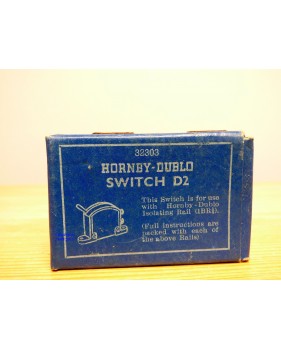 32303
HORNBY-DUBLO
SWITCH D2
This Switch is for use
with Hornby-Dublo
Isolating Rail (IBR1).
(Full instructions are
packed with each of
the above Rails)